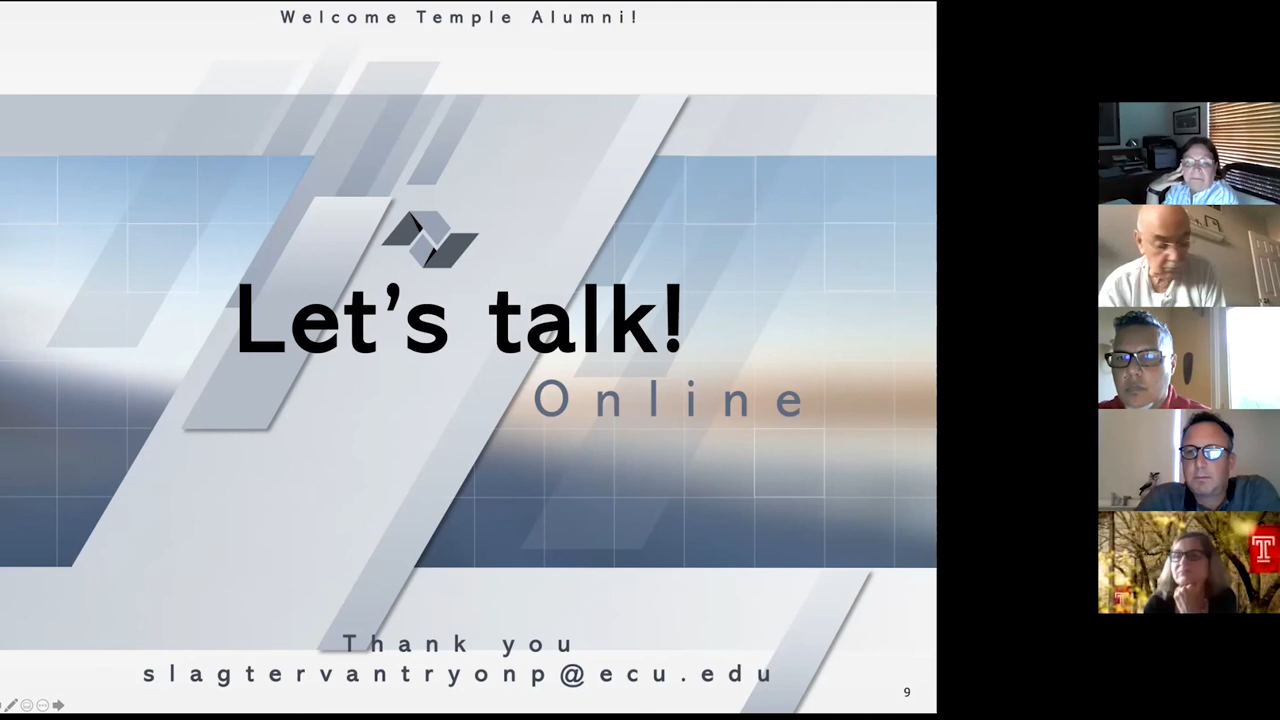 Welcome Temple Alumni!
Let's talk!
Online
Thank you
slagtervantryonp@ecu.edu
9
T